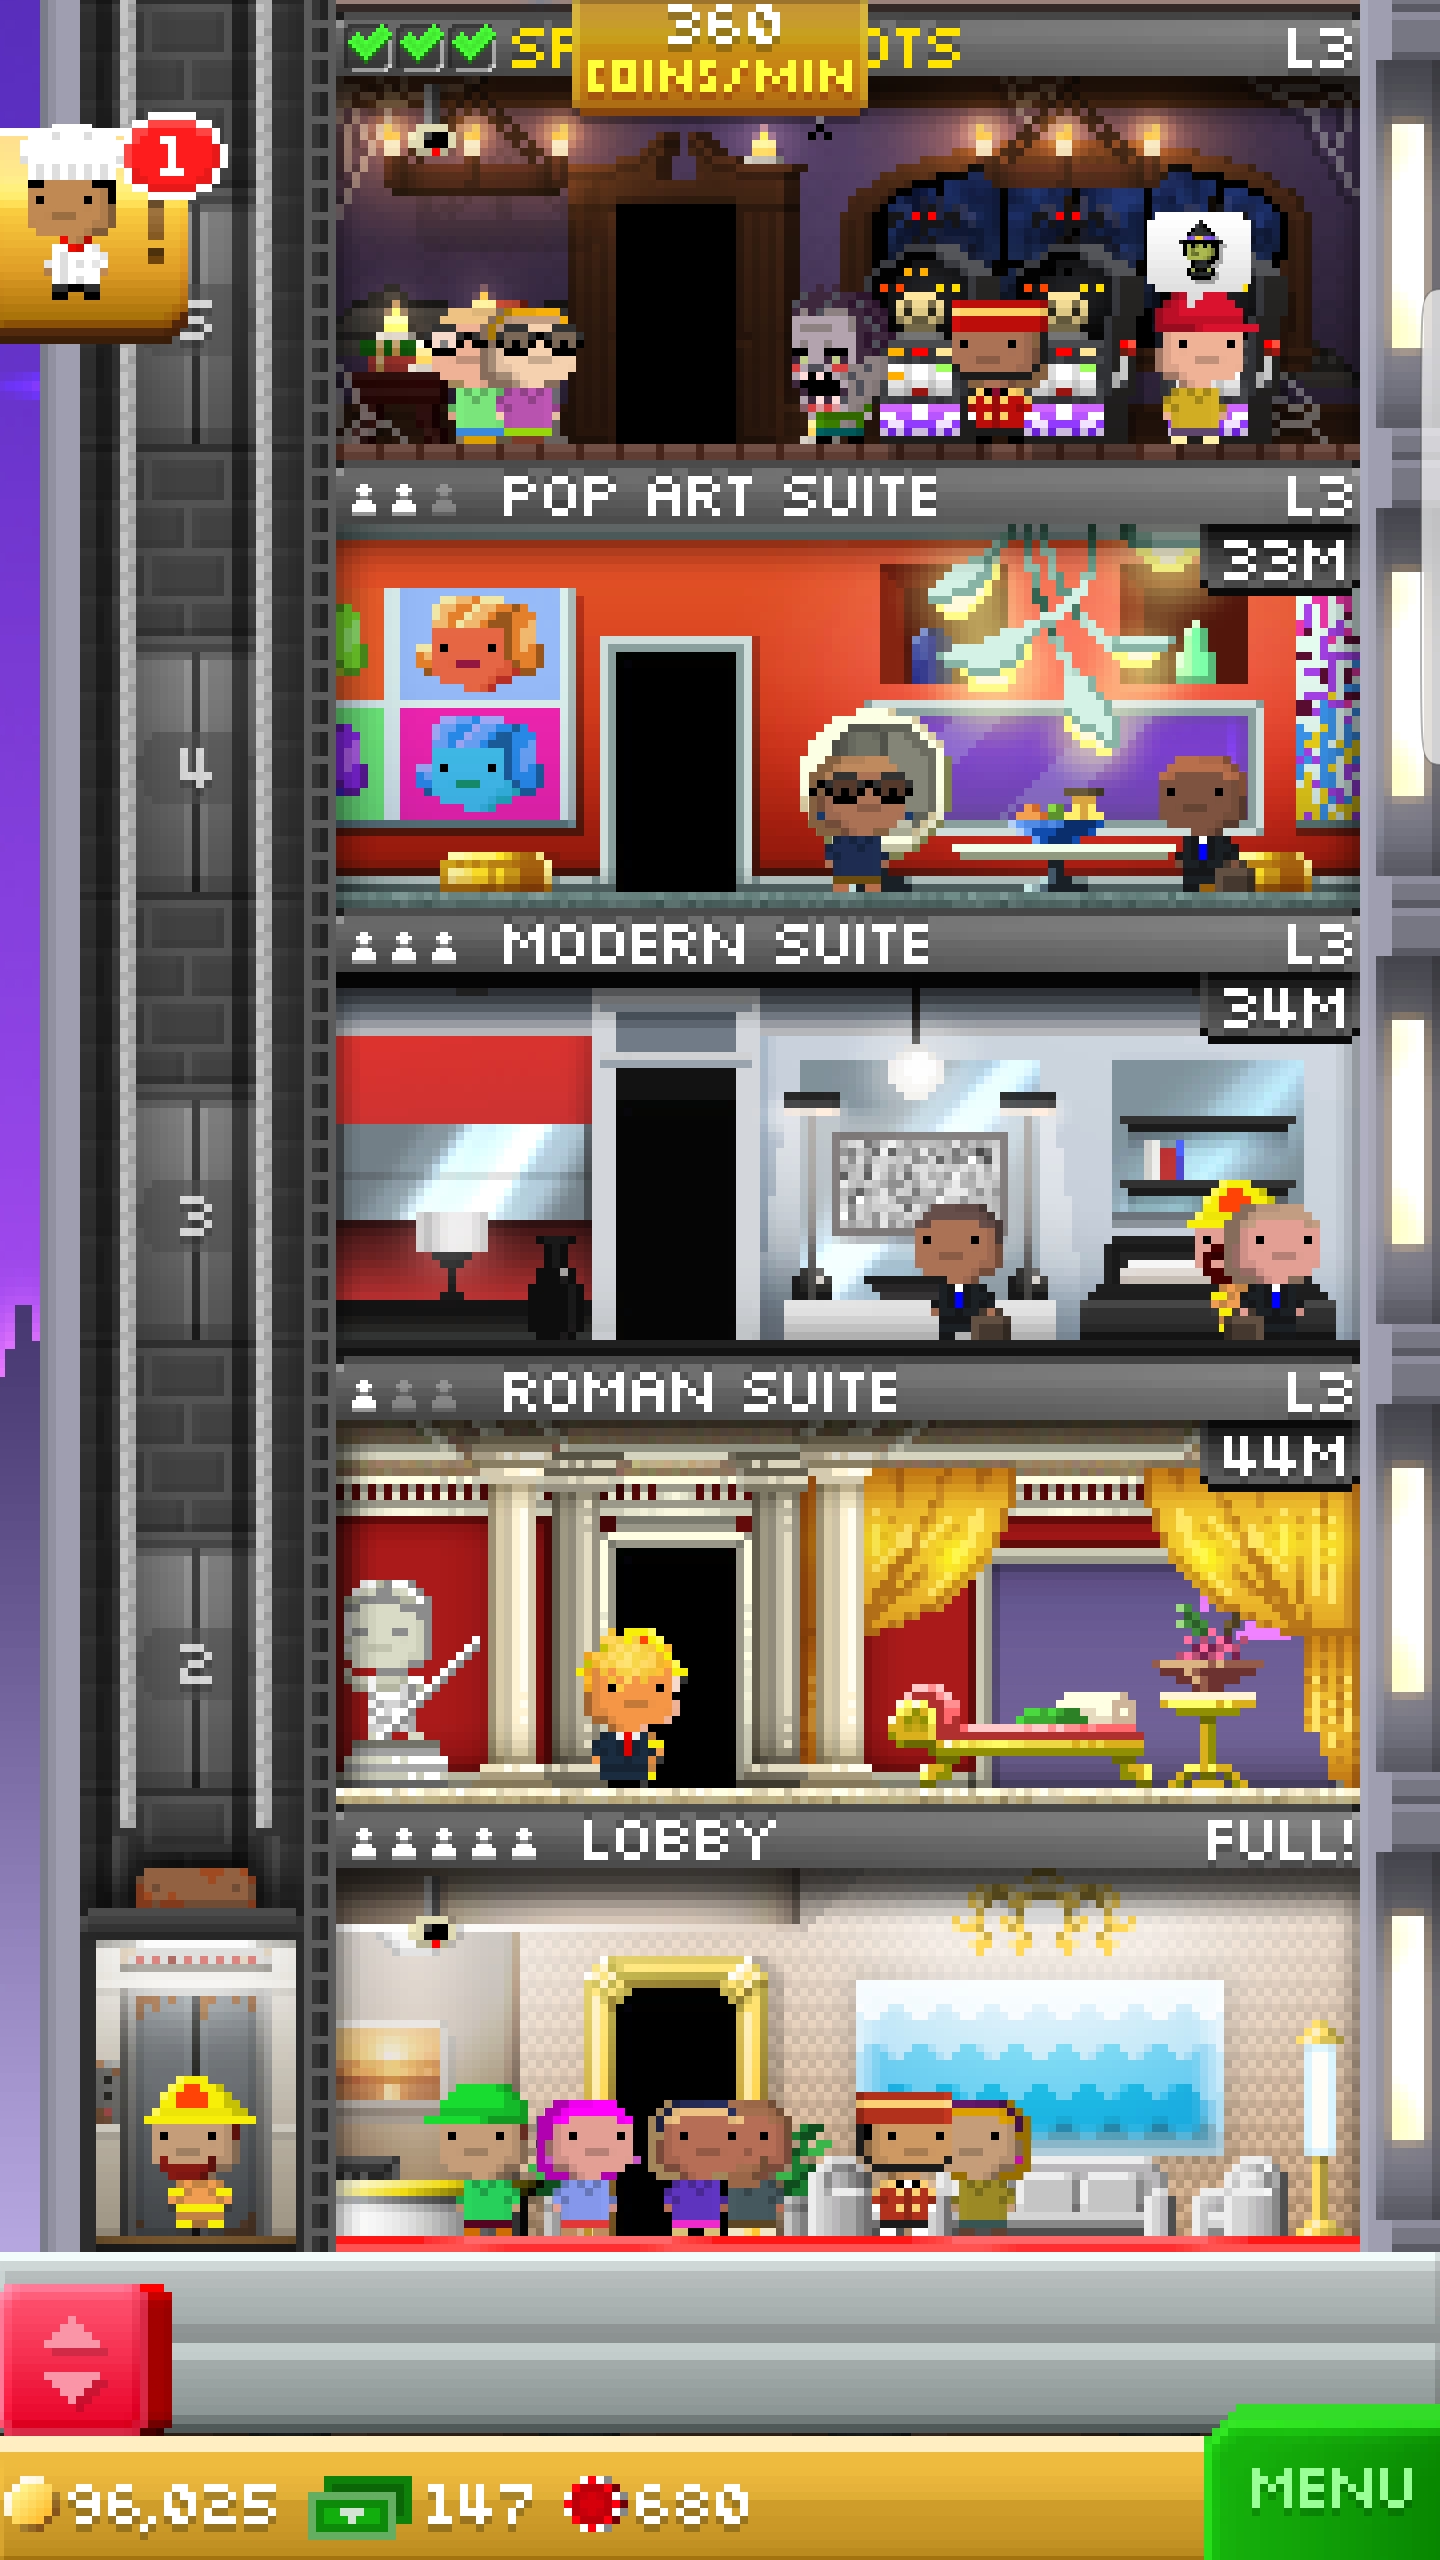 360
COINS/MIN
L3
1
5
POP ART SUITE L3
33M
4
MODERN SUITE L3
34M
3
ROMAN SUITE L3
44M
2
LOBBY FULL!
96,025 147 680
MENU